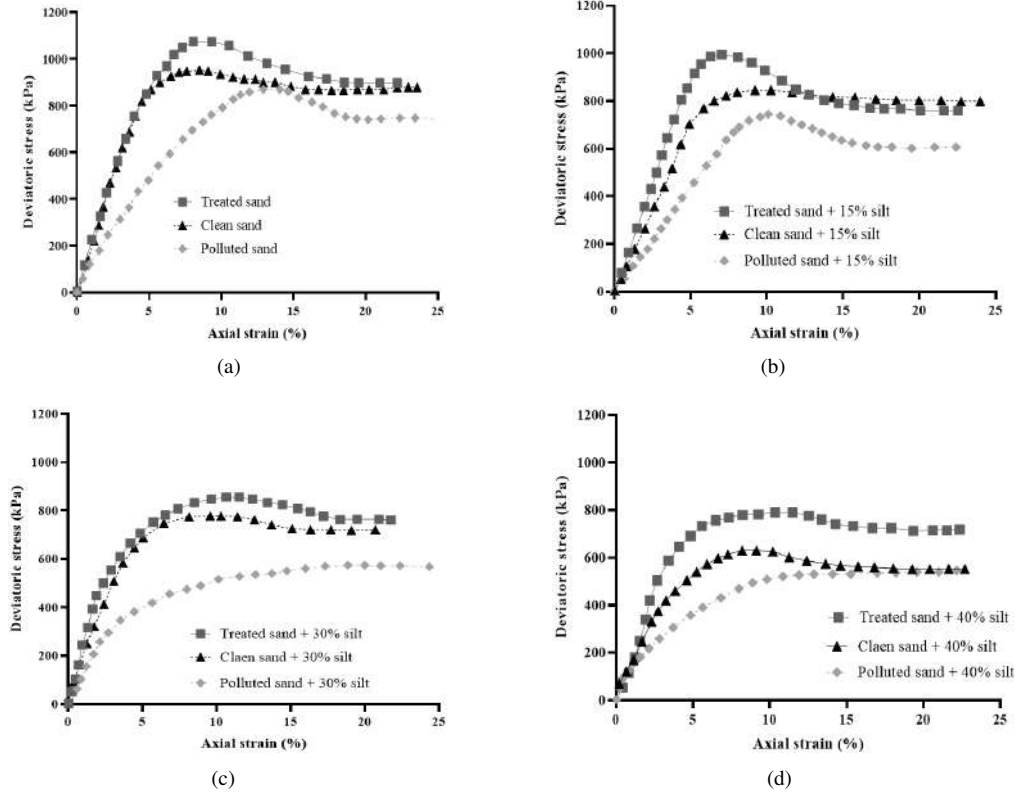 1200
1000
800
600
400
200
0
Deviatoric stress (kPa)
Treated sand
Clean sand
Polluted sand
0 5 10 15 20 25
Axial strain (%)
(a)
1200
1000
800
600
400
200
0
Deviatoric stress (kPa)
Treated sand + 15% silt
Clean sand + 15% silt
Polluted sand + 15% silt
0 5 10 15 20 25
Axial strain (%)
(b)
1200
1000
800
600
400
200
0
Deviatoric stress (kPa)
Treated sand + 30% silt
Claen sand + 30% silt
Polluted sand + 30% silt
0 5 10 15 20 25
Axial strain (%)
(c)
1200
1000
800
600
400
200
0
Deviatoric stress (kPa)
Treated sand + 40% silt
Claen sand + 40% silt
Polluted sand + 40% silt
0 5 10 15 20 25
Axial strain (%)
(d)